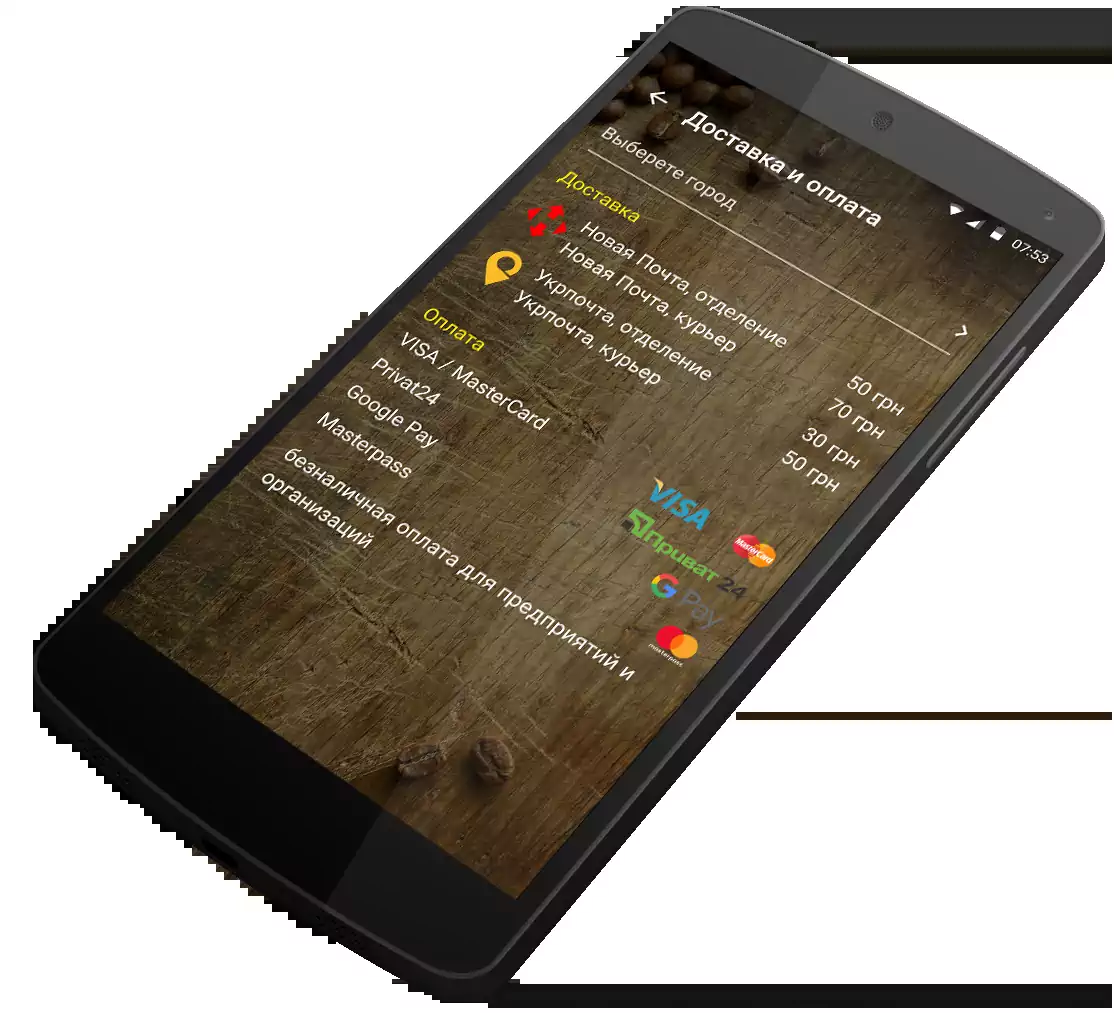 07:53
Доставка и оплата
Выберете город
Доставка
Новая Почта, отделение 50 грн
Новая Почта, курьер 70 грн
Укрпочта, отделение 30 грн
Укрпочта, курьер 50 грн
Оплата
VISA / MasterCard VISA MasterCard
Privat24 Приват 24
Google Pay G Pay
Masterpass masterpass
безналичная оплата для предприятий и
организаций